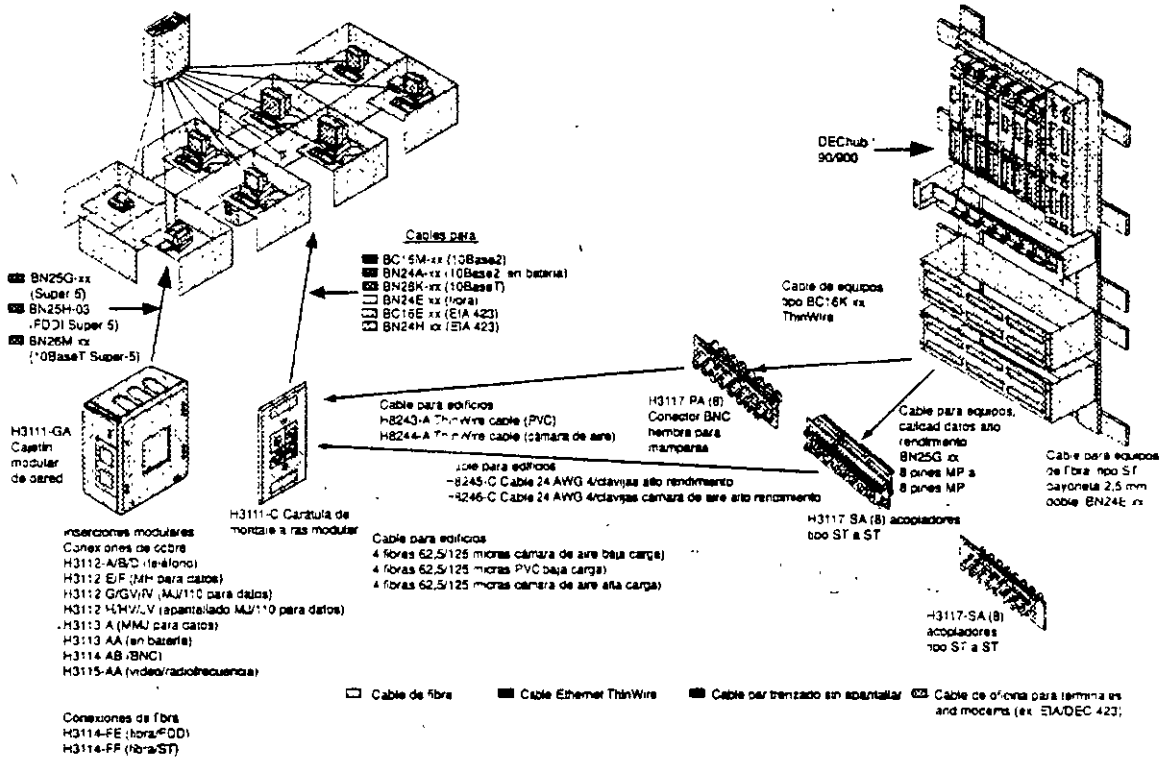 DEChub
90/900
Cables para
BC16M-xx (10Base2)
BN24A-xx (10Base2 en batería)
BN26K-xx (10BaseT)
BN24E xx (fibra)
BC16E xx (EIA 423)
BN24H xx (EIA 423)
BN25G-xx
(Super 5)
BN25H-03
(FDDI Super 5)
BN26M xx
(10BaseT Super-5)
Cable de equipos
tipo BC16K xx
ThinWire
H3111-GA
Cajetín
modular
de pared
H3111-C Carátula de
montaje a ras modular
Cable para edificios
H8243-A ThinWire cable (PVC)
H8244-A ThinWire cable (cámara de aire)
H3117 PA (8)
Conector BNC
hembra para
mamparas
Cable para edificios
H8245-C Cable 24 AWG 4/clavijas alto rendimiento
H8246-C Cable 24 AWG 4/clavijas cámara de aire alto rendimiento
Cable para equipos,
calidad datos alto
rendimiento
BN25G xx
8 pines MP a
8 pines MP
Cable para equipos
de fibra tipo ST
bayoneta 2,5 mm
doble BN24E xx
H3117 SA (8) acopladores
tipo ST a ST
Cable para edificios
4 fibras 62,5/125 micras cámara de aire baja carga)
4 fibras 62,5/125 micras PVC baja carga)
4 fibras 62,5/125 micras cámara de aire alta carga)
H3117-SA (8)
acopladores
tipo ST a ST
Inserciones modulares
Conexiones de cobre
H3112-A/B/C (teléfono)
H3112 E/F (MH para datos)
H3112 G/GV/IV (MJ/110 para datos)
H3112 H/HV/JV (apantallado MJ/110 para datos)
H3113 A (MMJ para datos)
H3113 AA (en batería)
H3114 AB (BNC)
H3115-AA (video/radiofrecuencia)
Cable de fibra
Cable Ethernet ThinWire
Cable par trenzado sin apantallar
Cable de oficina para terminales
and modems (ex. EIA/DEC 423)
Conexiones de fibra
H3114-FE (fibra/FDD)
H3114-FF (fibra/ST)